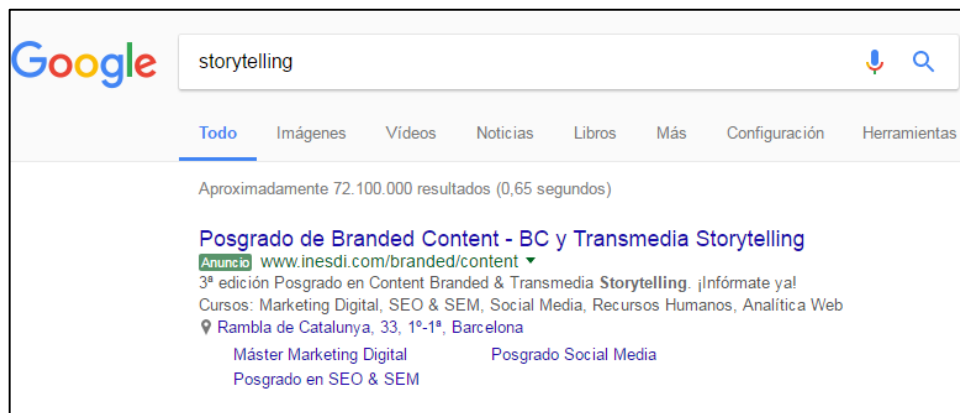 Google
storytelling
Todo Imágenes Vídeos Noticias Libros Más Configuración Herramientas
Aproximadamente 72.100.000 resultados (0,65 segundos)
Posgrado de Branded Content - BC y Transmedia Storytelling
Anuncio www.inesdi.com/branded/content
3ª edición Posgrado en Content Branded & Transmedia Storytelling. ¡Infórmate ya!
Cursos: Marketing Digital, SEO & SEM, Social Media, Recursos Humanos, Analítica Web
Rambla de Catalunya, 33, 1º-1ª, Barcelona
Máster Marketing Digital Posgrado Social Media
Posgrado en SEO & SEM